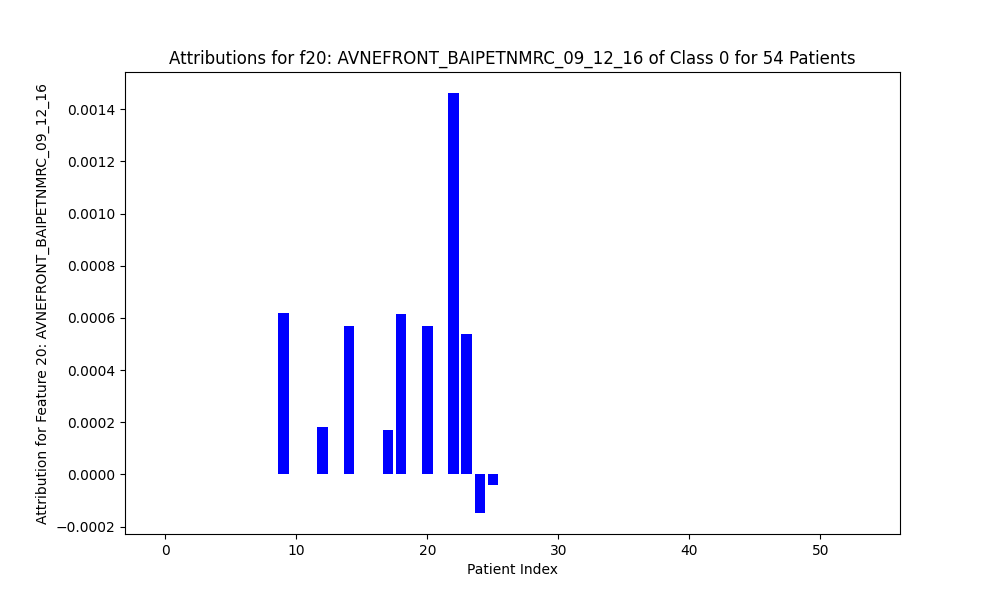 Attributions for f20: AVNEFRONT_BAIPETNMRC_09_12_16 of Class 0 for 54 Patients
Attribution for Feature 20: AVNEFRONT_BAIPETNMRC_09_12_16
0.0014
0.0012
0.0010
0.0008
0.0006
0.0004
0.0002
0.0000
−0.0002
0 10 20 30 40 50
Patient Index